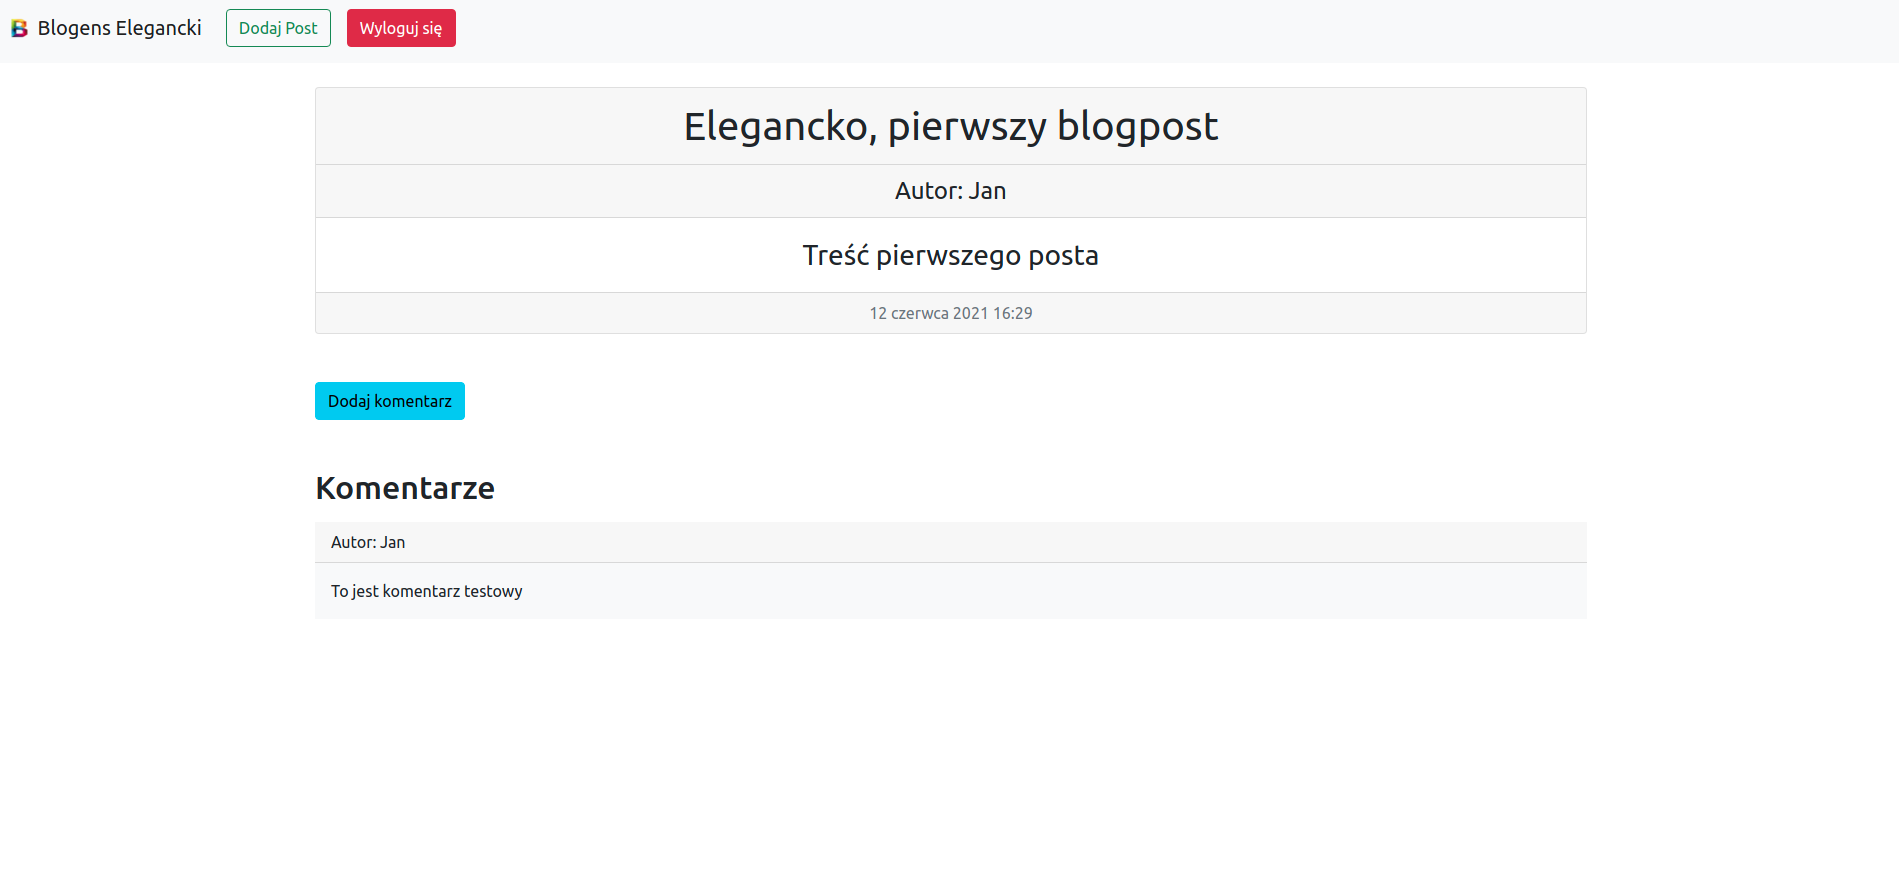 Blogens Elegancki Dodaj Post Wyloguj się
Elegancko, pierwszy blogpost
Autor: Jan
Treść pierwszego posta
12 czerwca 2021 16:29
Dodaj komentarz
Komentarze
Autor: Jan
To jest komentarz testowy